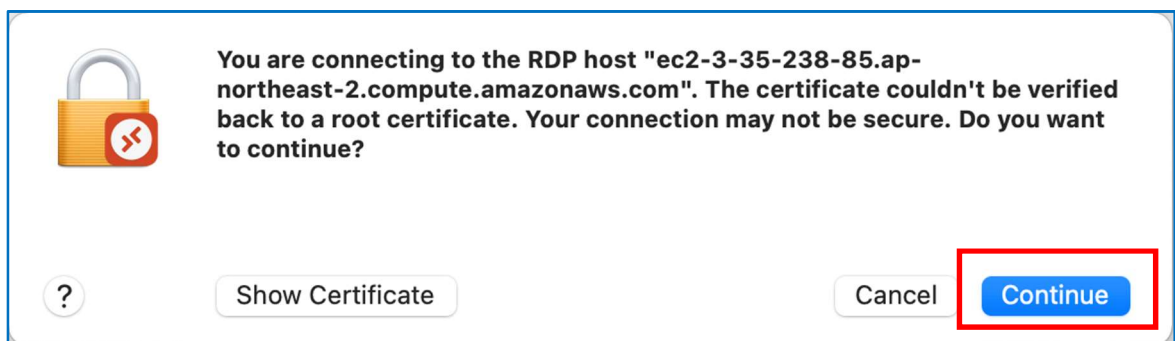 You are connecting to the RDP host "ec2-3-35-238-85.ap-
northeast-2.compute.amazonaws.com". The certificate couldn't be verified
back to a root certificate. Your connection may not be secure. Do you want
to continue?
?
Show Certificate
Cancel
Continue